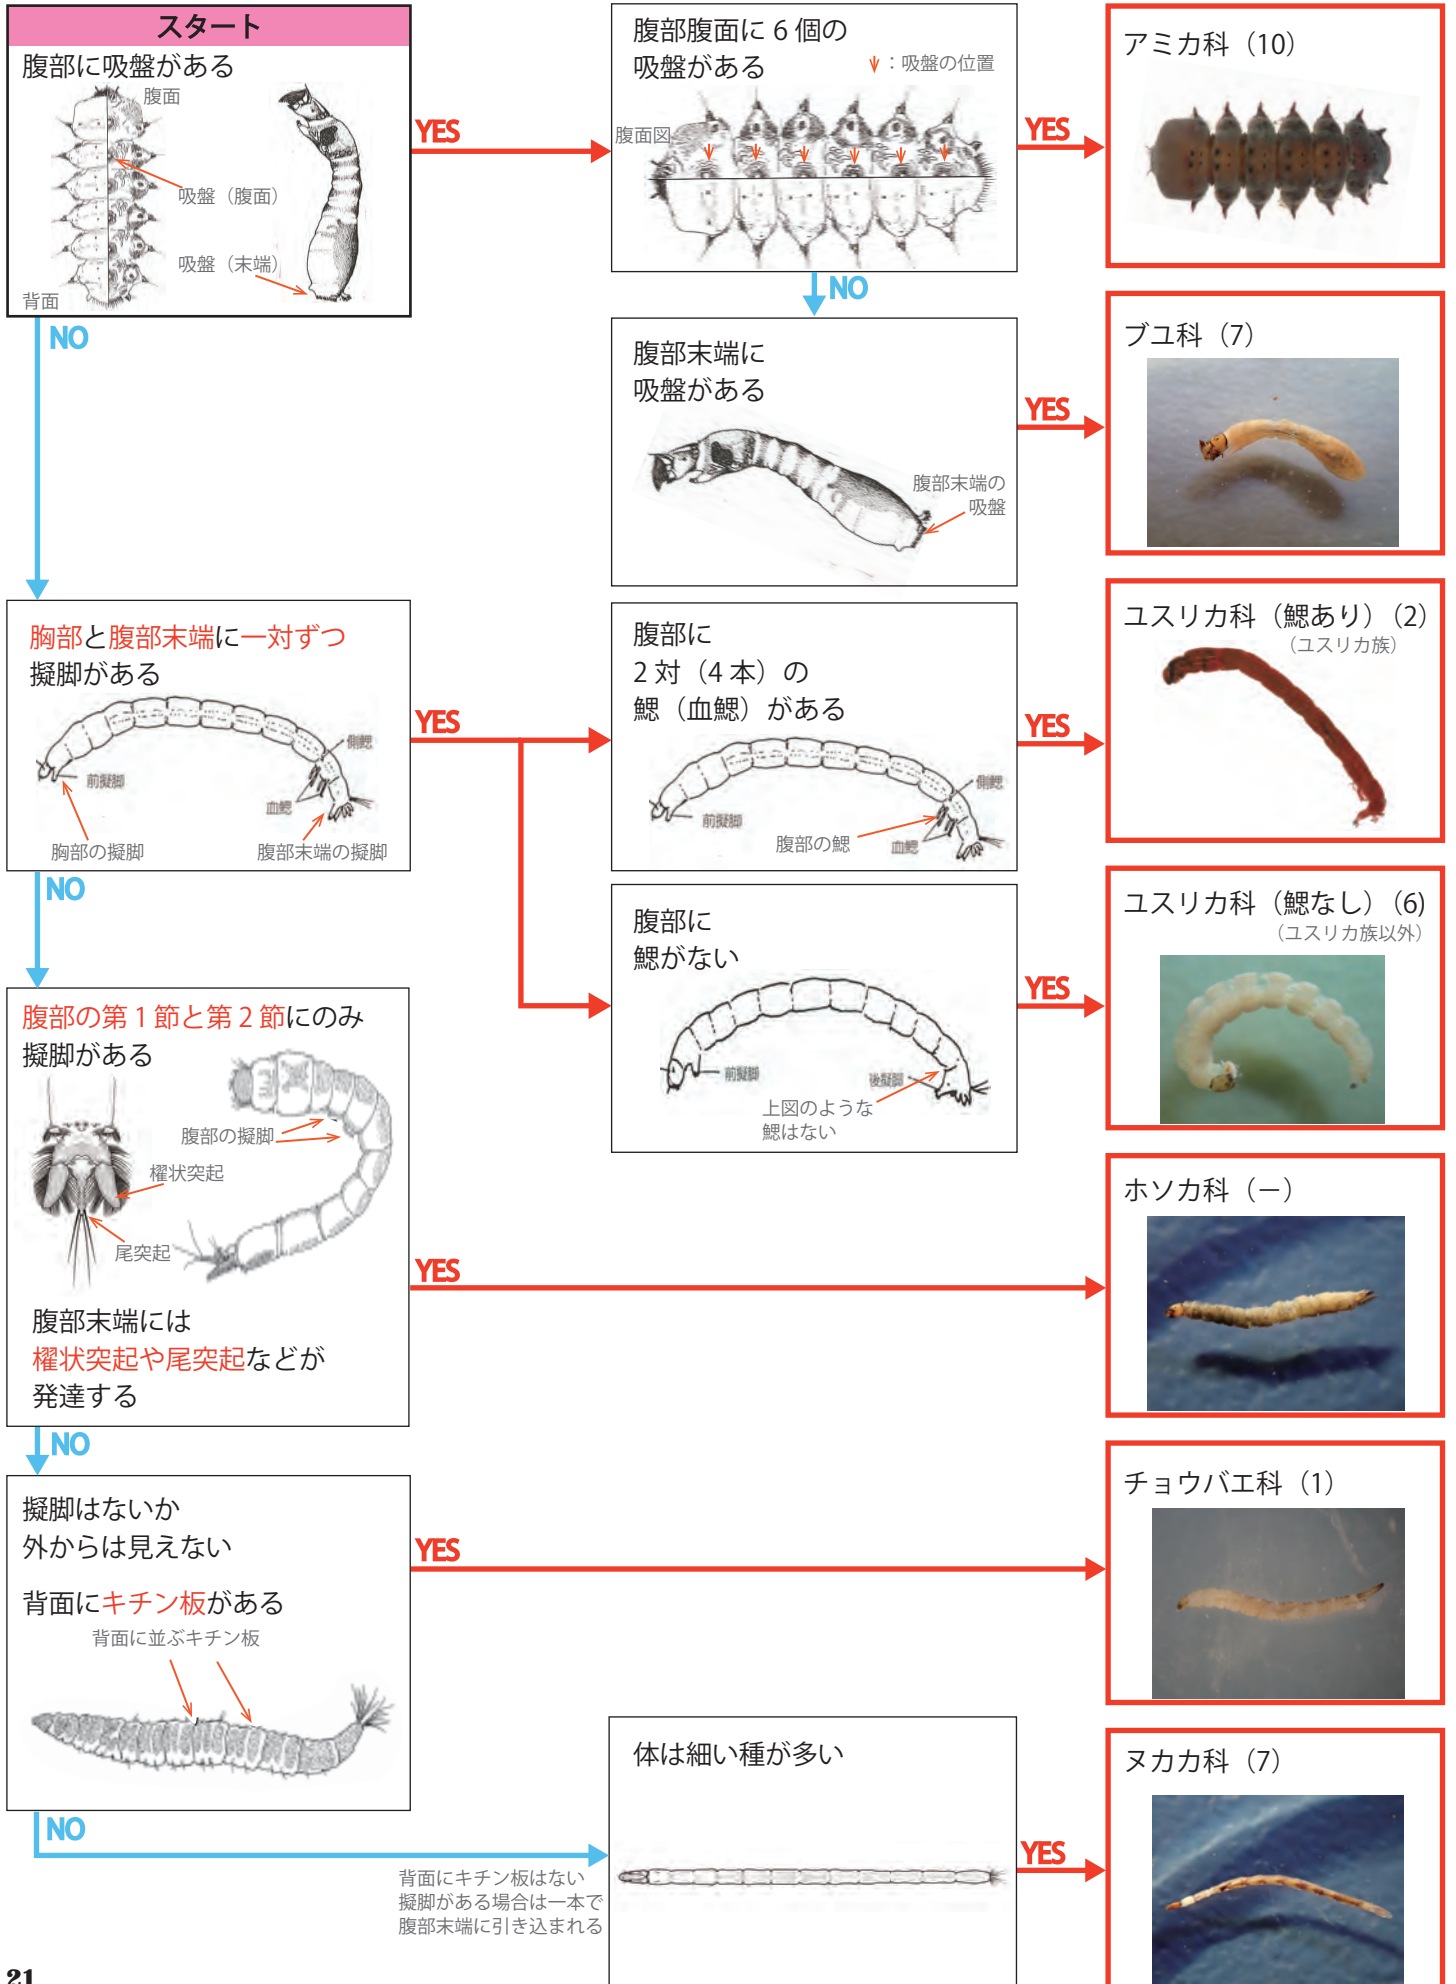 スタート
腹部に吸盤がある
腹面
吸盤（腹面）
吸盤（末端）
背面
YES
NO
腹部腹面に 6 個の
吸盤がある
：吸盤の位置
腹面図
YES
NO
アミカ科（10）
腹部末端に
吸盤がある
腹部末端の
吸盤
YES
ブユ科（7）
胸部と腹部末端に一対ずつ
擬脚がある
側鰓
前擬脚
血鰓
胸部の擬脚
腹部末端の擬脚
YES
NO
腹部に
2 対（4 本）の
鰓（血鰓）がある
側鰓
前擬脚
腹部の鰓
血鰓
YES
ユスリカ科（鰓あり）（2）
（ユスリカ族）
腹部に
鰓がない
前擬脚
後擬脚
上図のような
鰓はない
YES
ユスリカ科（鰓なし）（6)
（ユスリカ族以外）
腹部の第 1 節と第 2 節にのみ
擬脚がある
腹部の擬脚
櫂状突起
尾突起
腹部末端には
櫂状突起や尾突起などが
発達する
YES
NO
ホソカ科（ー）
擬脚はないか
外からは見えない
背面にキチン板がある
背面に並ぶキチン板
YES
NO
チョウバエ科（1）
背面にキチン板はない
擬脚がある場合は一本で
腹部末端に引き込まれる
体は細い種が多い
YES
ヌカカ科（7）
21